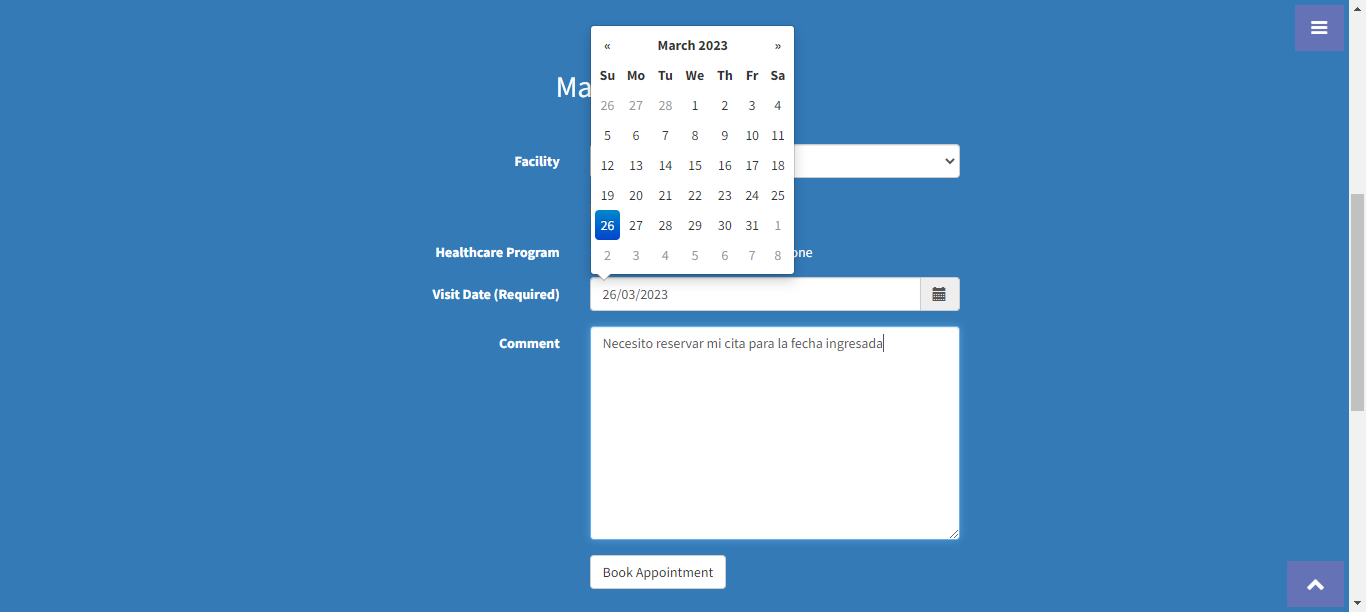 « March 2023 »
Su Mo Tu We Th Fr Sa
Ma
26 27 28 1 2 3 4
5 6 7 8 9 10 11
Facility
12 13 14 15 16 17 18
19 20 21 22 23 24 25
26 27 28 29 30 31 1
Healthcare Program
2 3 4 5 6 7 8
one
Visit Date (Required) 26/03/2023
Comment Necesito reservar mi cita para la fecha ingresada
Book Appointment